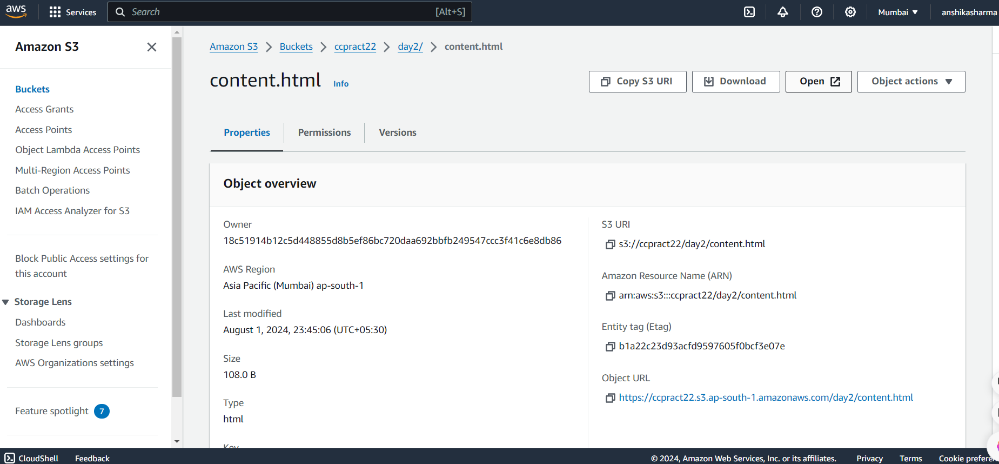 aws
Services
Search [Alt+S]
Mumbai
anshikasharma
Amazon S3
Buckets
Access Grants
Access Points
Object Lambda Access Points
Multi-Region Access Points
Batch Operations
IAM Access Analyzer for S3
Block Public Access settings for
this account
Storage Lens
Dashboards
Storage Lens groups
AWS Organizations settings
Feature spotlight 7
Amazon S3 > Buckets > ccpract22 > day2/ > content.html
content.html Info
Copy S3 URI
Download
Open
Object actions
Properties
Permissions
Versions
Object overview
Owner
18c51914b12c5d448855d8b5ef86bc720daa692bbfb249547ccc3f41c6e8db86
AWS Region
Asia Pacific (Mumbai) ap-south-1
Last modified
August 1, 2024, 23:45:06 (UTC+05:30)
Size
108.0 B
Type
html
Key
S3 URI
s3://ccpract22/day2/content.html
Amazon Resource Name (ARN)
arn:aws:s3:::ccpract22/day2/content.html
Entity tag (Etag)
b1a22c23d93acfd9597605f0bcf3e07e
Object URL
https://ccpract22.s3.ap-south-1.amazonaws.com/day2/content.html
CloudShell
Feedback
© 2024, Amazon Web Services, Inc. or its affiliates.
Privacy
Terms
Cookie